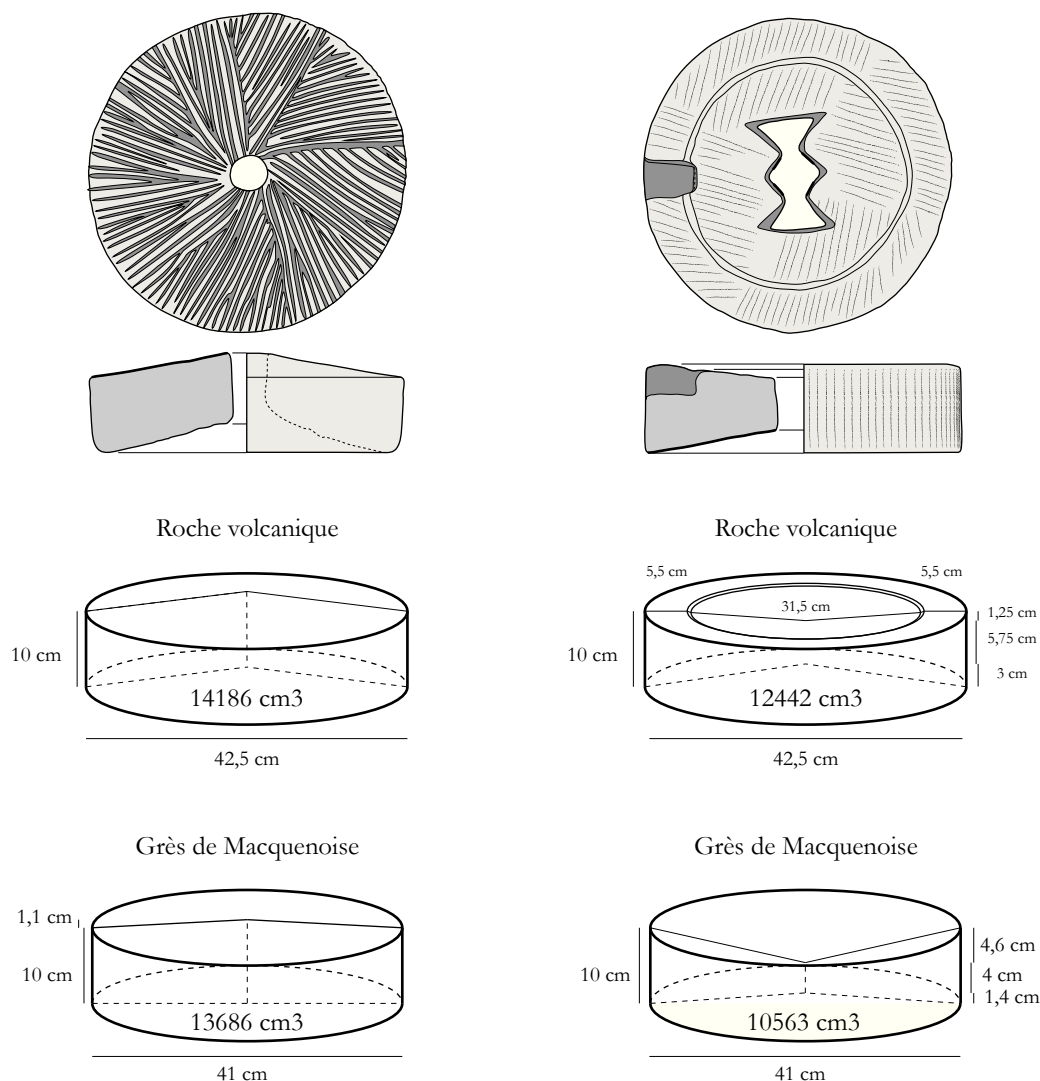 Roche volcanique
Roche volcanique
5,5 cm
5,5 cm
31,5 cm
1,25 cm
5,75 cm
3 cm
10 cm
10 cm
14186 cm3
12442 cm3
42,5 cm
42,5 cm
Grès de Macquenoise
Grès de Macquenoise
1,1 cm
10 cm
10 cm
4,6 cm
4 cm
1,4 cm
13686 cm3
10563 cm3
41 cm
41 cm